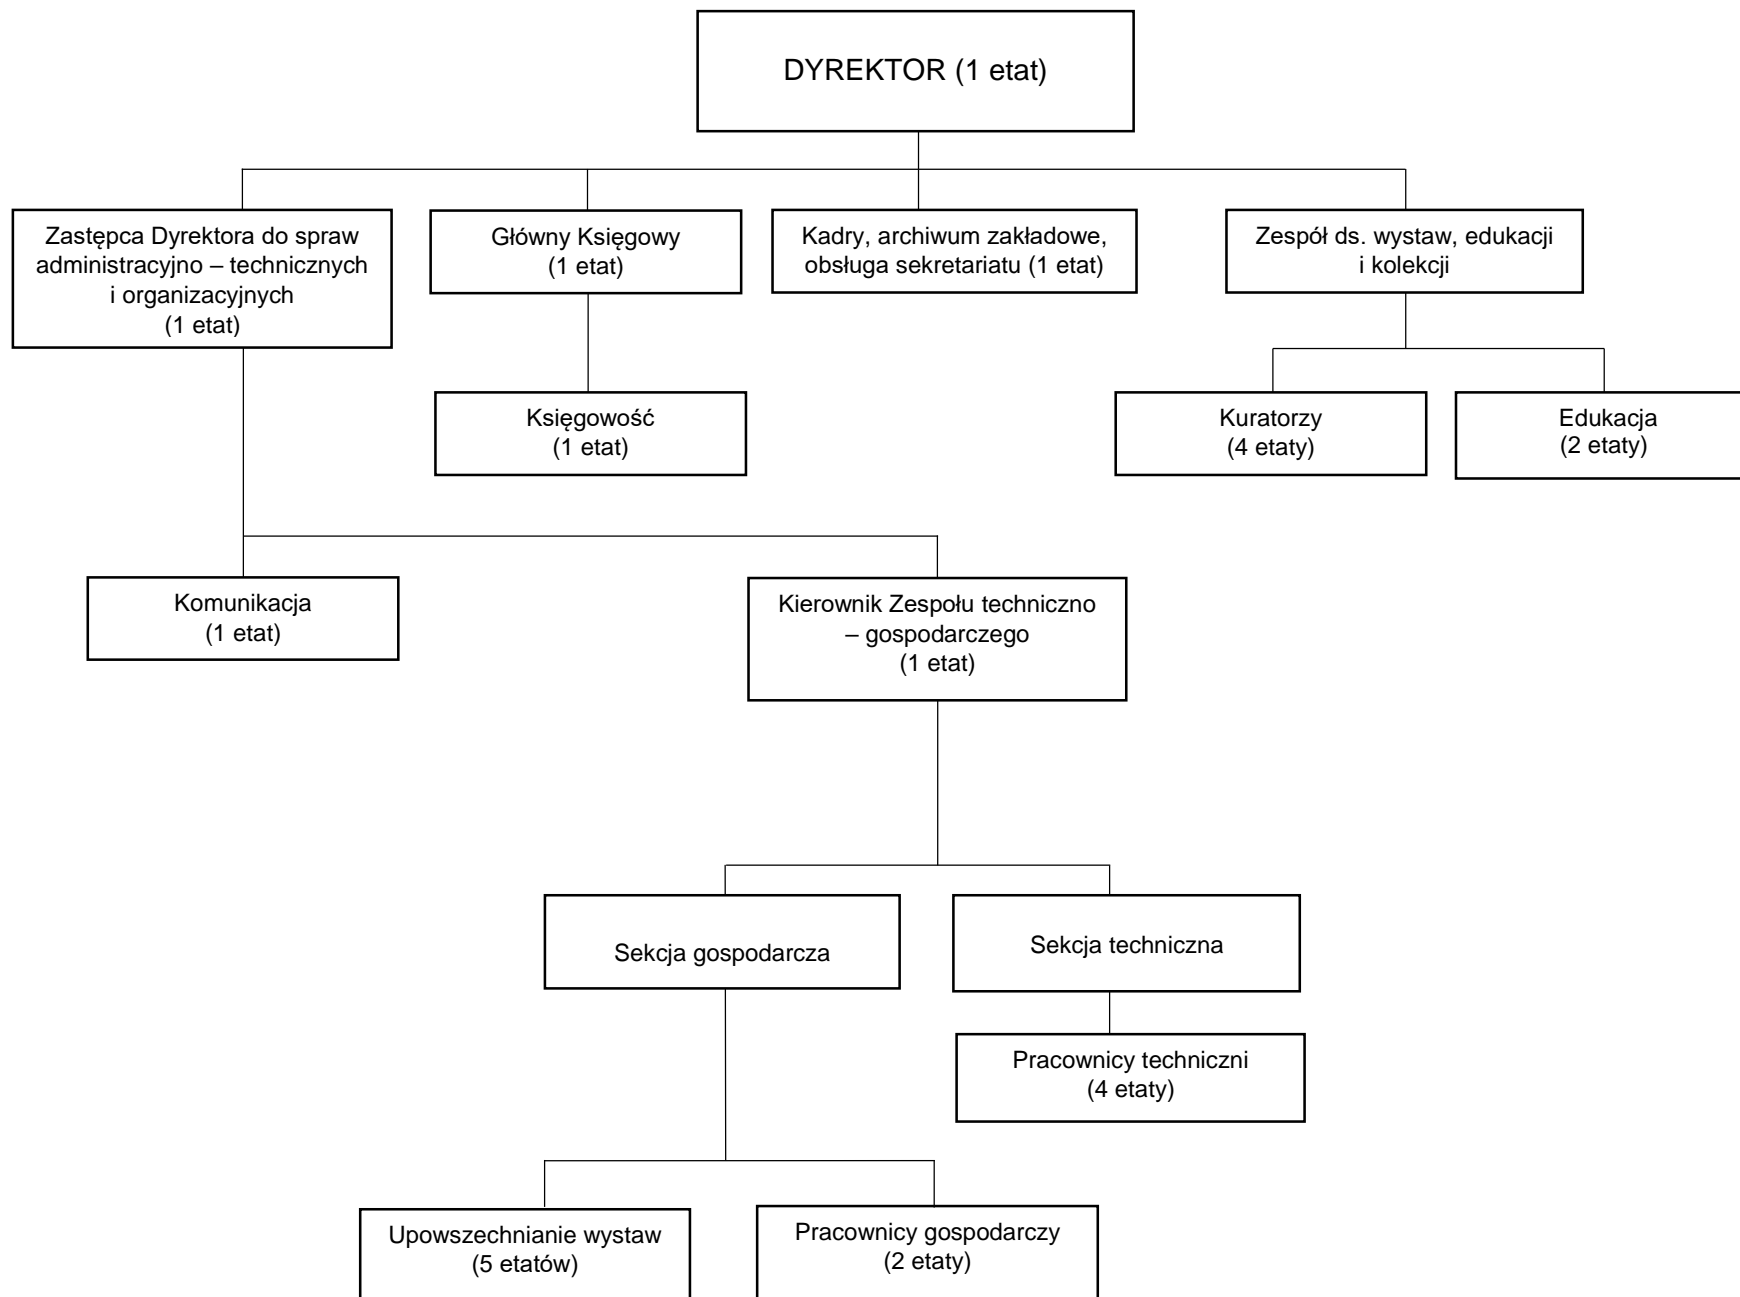 DYREKTOR (1 etat)
Zastępca Dyrektora do spraw
administracyjno – technicznych
i organizacyjnych
(1 etat)
Główny Księgowy
(1 etat)
Kadry, archiwum zakładowe,
obsługa sekretariatu (1 etat)
Zespół ds. wystaw, edukacji
i kolekcji
Księgowość
(1 etat)
Kuratorzy
(4 etaty)
Edukacja
(2 etaty)
Komunikacja
(1 etat)
Kierownik Zespołu techniczno
– gospodarczego
(1 etat)
Sekcja gospodarcza
Sekcja techniczna
Pracownicy techniczni
(4 etaty)
Upowszechnianie wystaw
(5 etatów)
Pracownicy gospodarczy
(2 etaty)